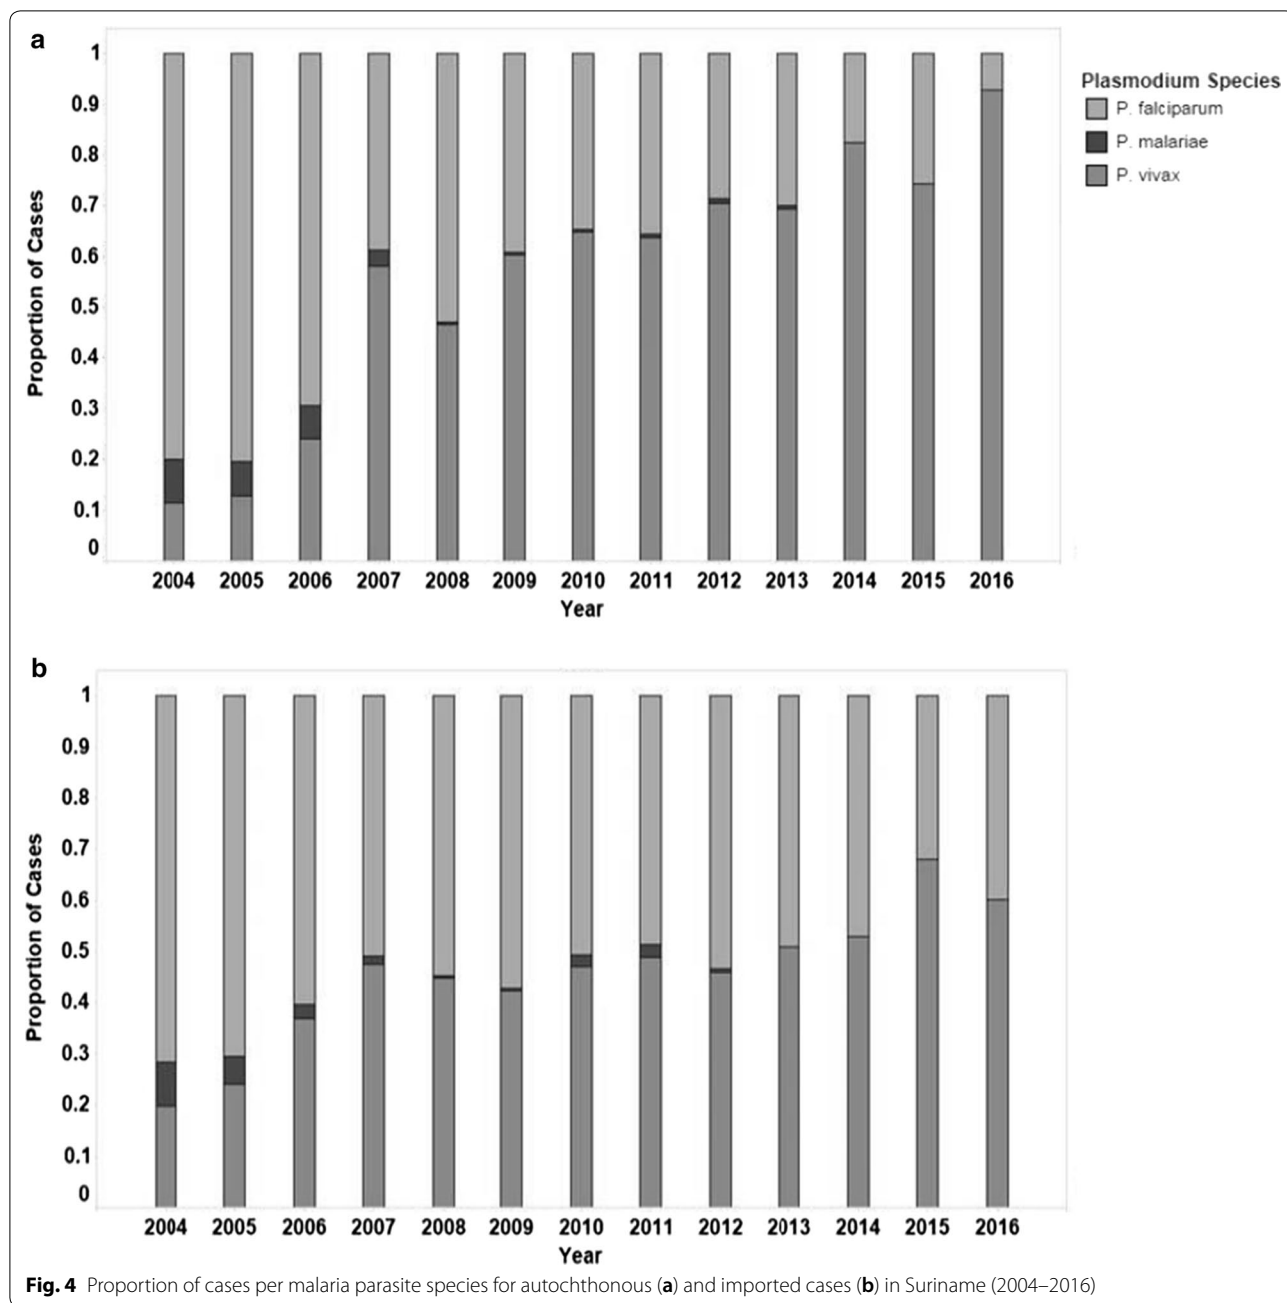 a
Proportion of Cases
1
0.9
0.8
0.7
0.6
0.5
0.4
0.3
0.2
0.1
0
2004 2005 2006 2007 2008 2009 2010 2011 2012 2013 2014 2015 2016
Year
Plasmodium Species
P. falciparum
P. malariae
P. vivax
b
Proportion of Cases
1
0.9
0.8
0.7
0.6
0.5
0.4
0.3
0.2
0.1
0
2004 2005 2006 2007 2008 2009 2010 2011 2012 2013 2014 2015 2016
Year
Fig. 4 Proportion of cases per malaria parasite species for autochthonous (a) and imported cases (b) in Suriname (2004–2016)